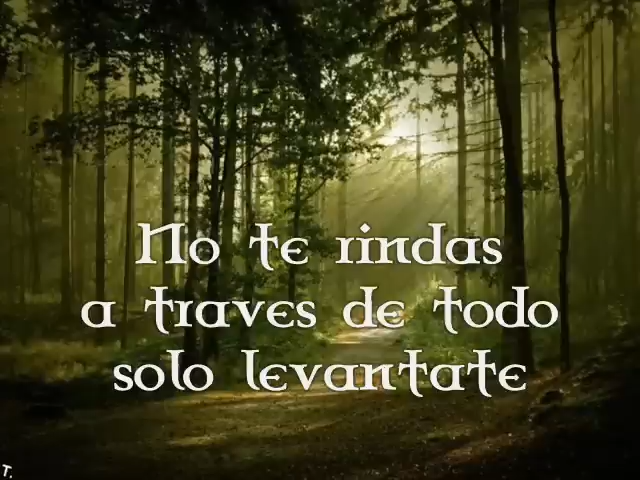 No te rindas
a traves de todo
solo levantate
T.